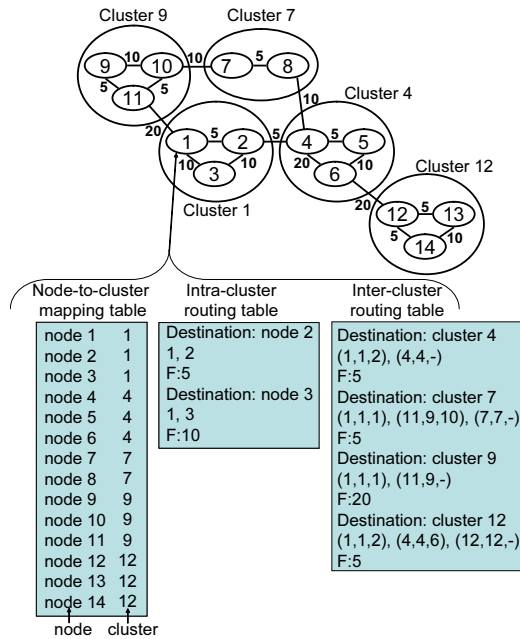 Cluster 9
Cluster 7
9 10 10 10 7 5 8
5 5
11
10
Cluster 4
20
1 5 2 5 4 5 5
10 10 20 10
3 6
Cluster 1
Cluster 12
20
12 5 13
5 10
14
Node-to-cluster
mapping table
node 1 1
node 2 1
node 3 1
node 4 4
node 5 4
node 6 4
node 7 7
node 8 7
node 9 9
node 10 9
node 11 9
node 12 12
node 13 12
node 14 12
node cluster
Intra-cluster
routing table
Destination: node 2
1, 2
F:5
Destination: node 3
1, 3
F:10
Inter-cluster
routing table
Destination: cluster 4
(1,1,2), (4,4,-)
F:5
Destination: cluster 7
(1,1,1), (11,9,10), (7,7,-)
F:5
Destination: cluster 9
(1,1,1), (11,9,-)
F:20
Destination: cluster 12
(1,1,2), (4,4,6), (12,12,-)
F:5